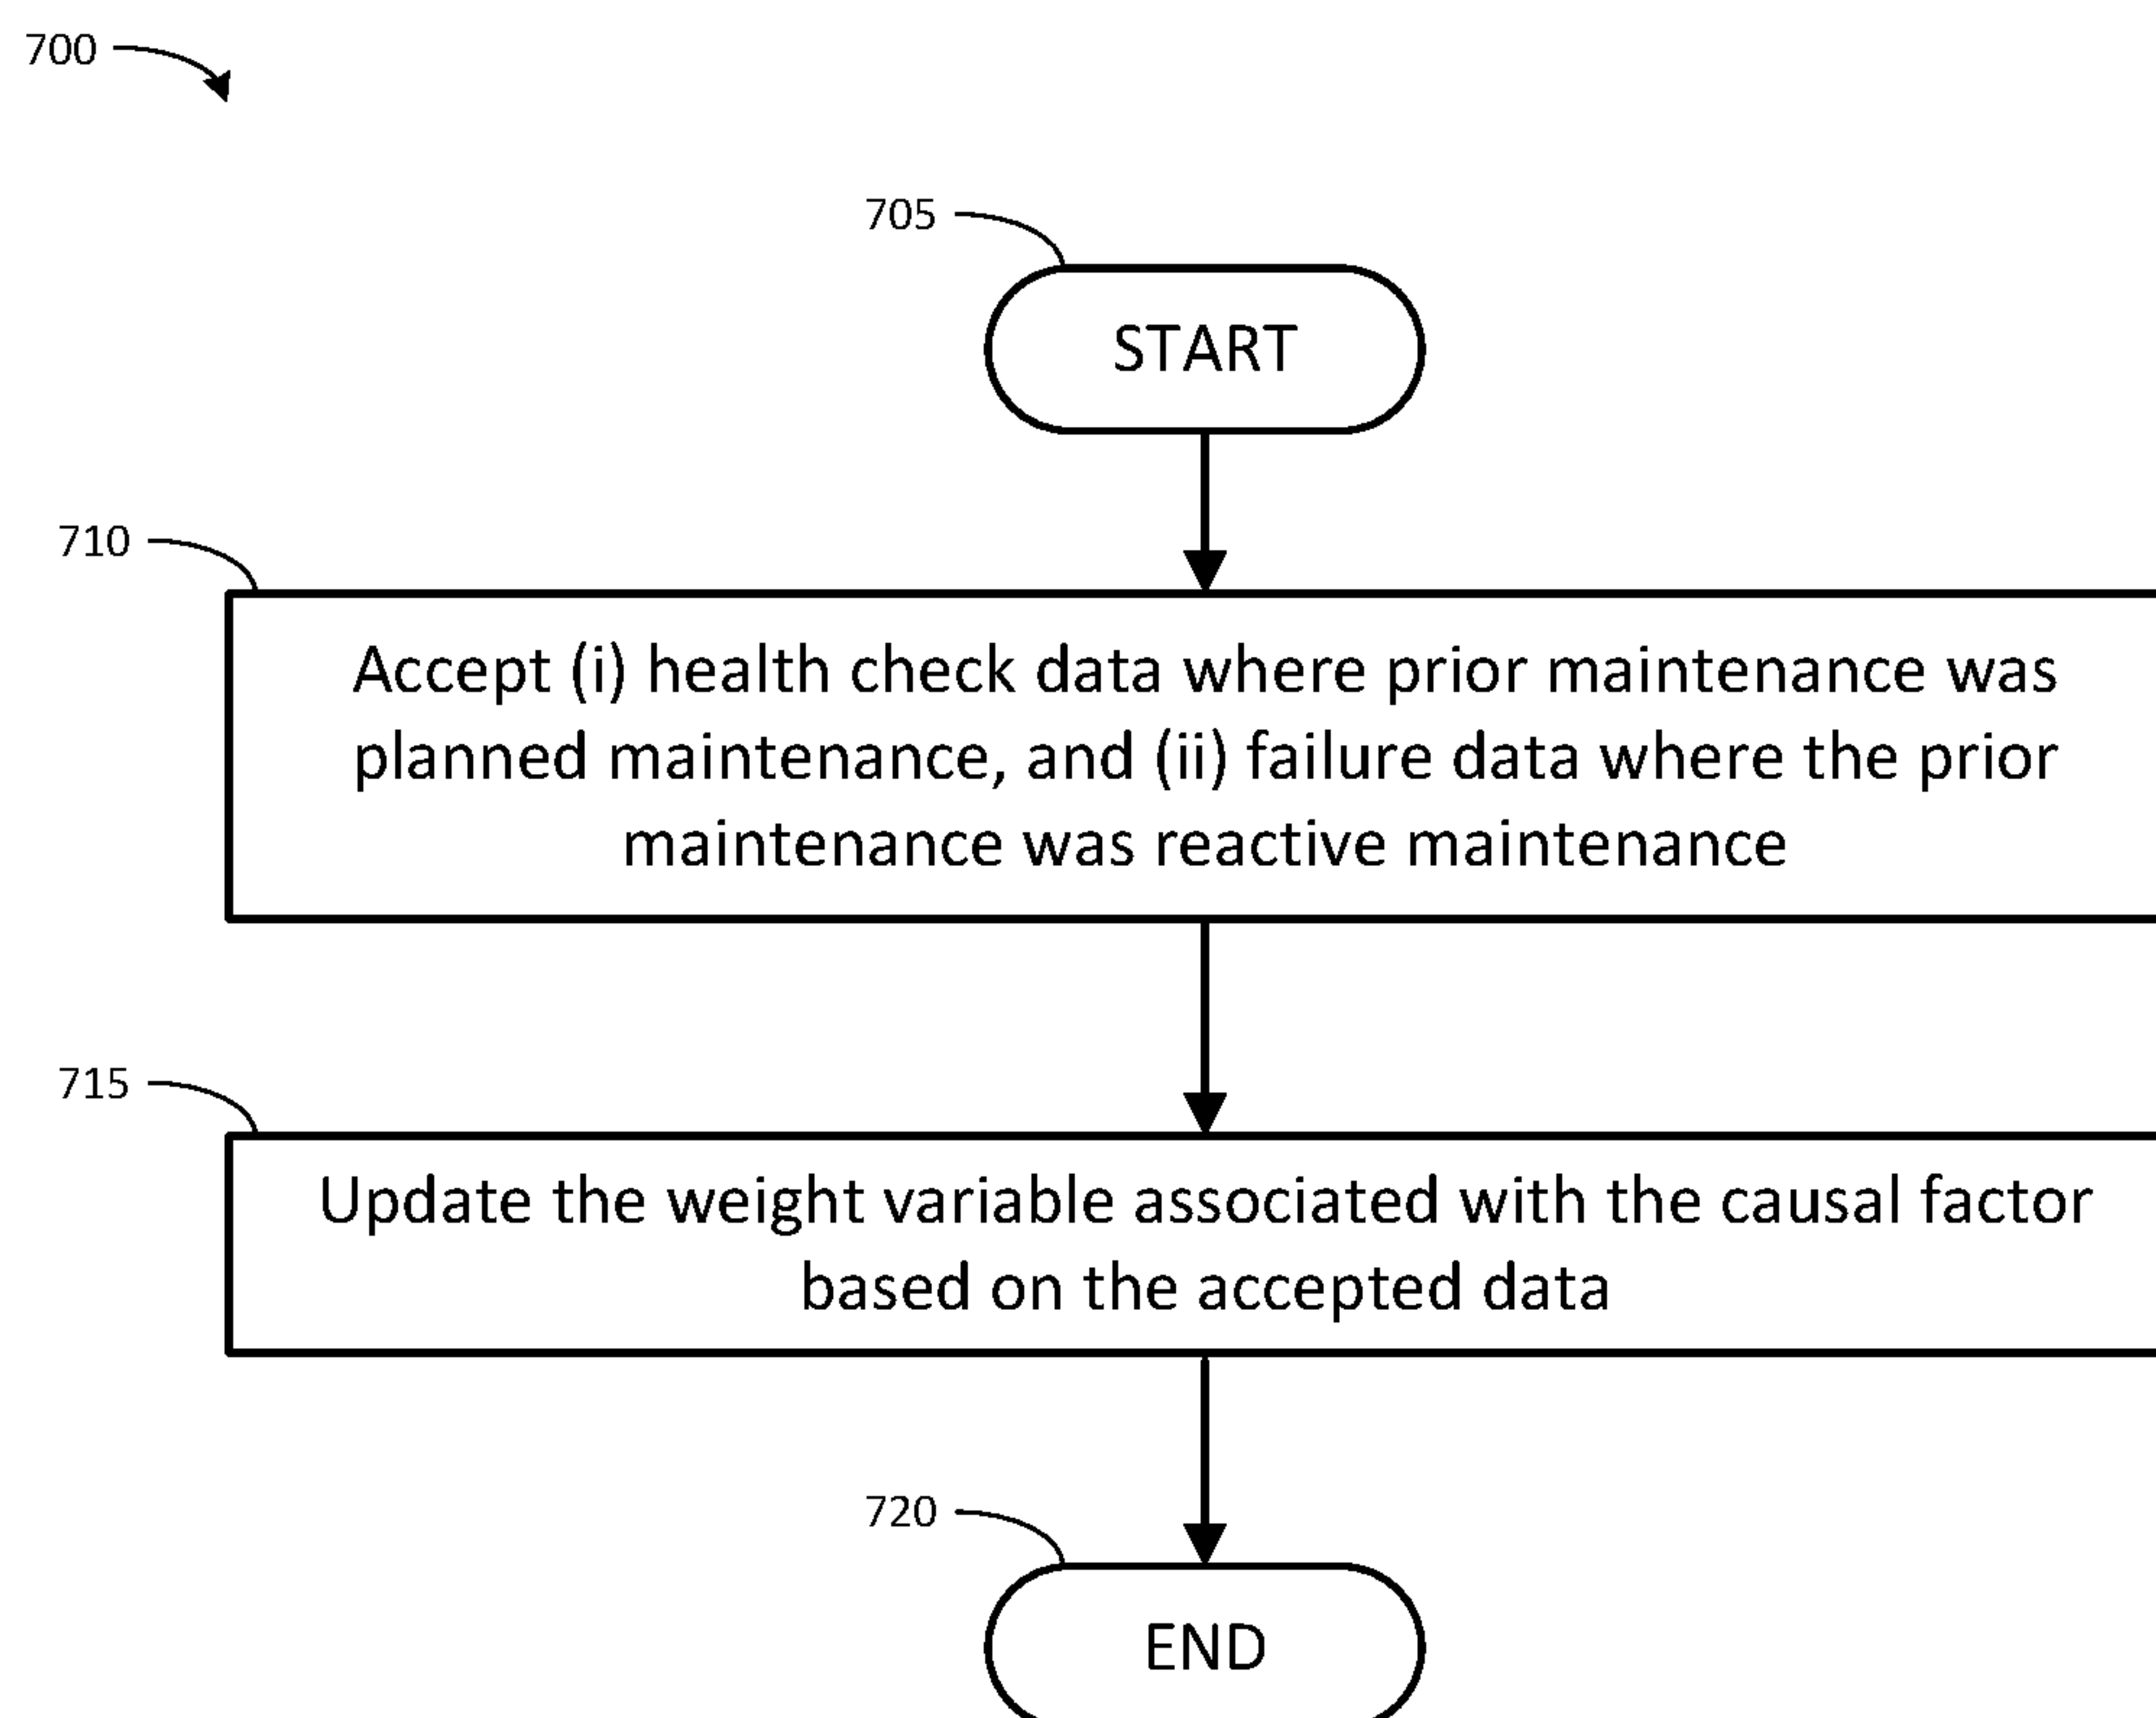 700
705
START
710
Accept (i) health check data where prior maintenance was
planned maintenance, and (ii) failure data where the prior
maintenance was reactive maintenance
715
Update the weight variable associated with the causal factor
based on the accepted data
720
END